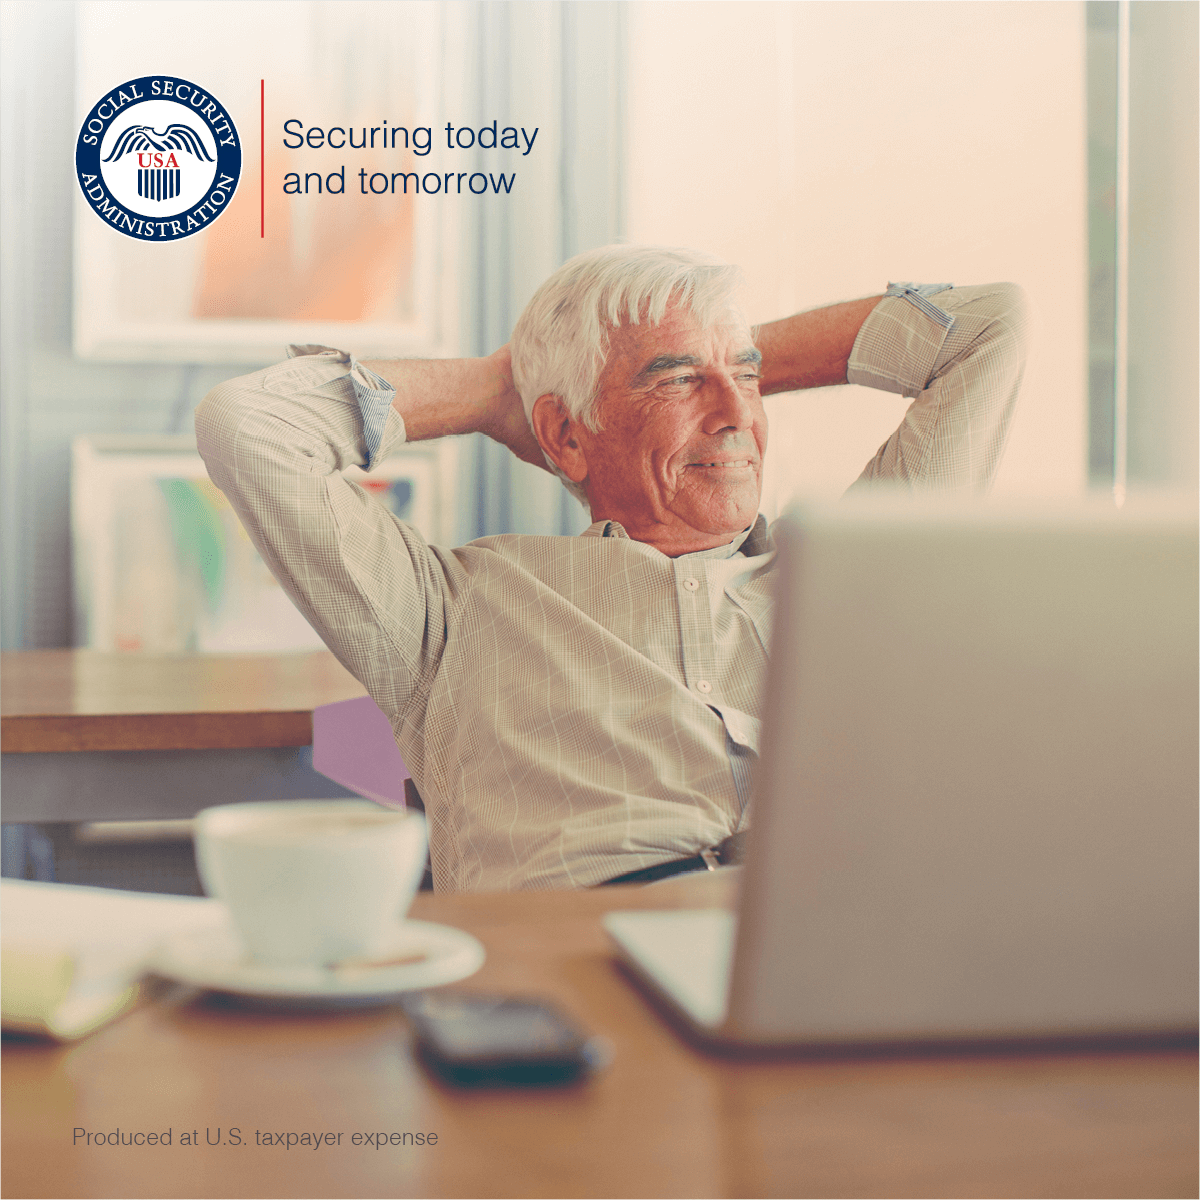 SOCIAL SECURITY
USA
ADMINISTRATION
Securing today
and tomorrow
Produced at U.S. taxpayer expense